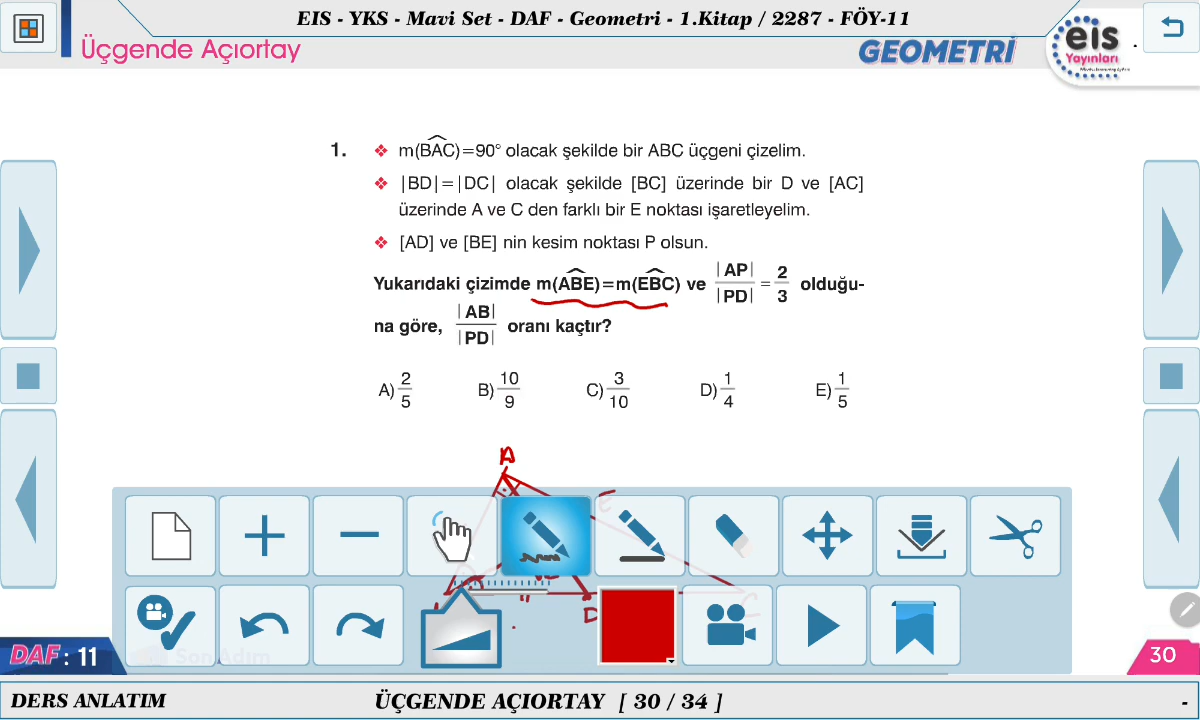 EIS - YKS - Mavi Set - DAF - Geometri - 1.Kitap / 2287 - FÖY-11
Üçgende Açıortay
GEOMETRİ
eis
Yayınları
1. ❖ m(BAC)=90° olacak şekilde bir ABC üçgeni çizelim.
❖ |BD|=|DC| olacak şekilde [BC] üzerinde bir D ve [AC]
üzerinde A ve C den farklı bir E noktası işaretleyelim.
❖ [AD] ve [BE] nin kesim noktası P olsun.
Yukarıdaki çizimde m(ABE)=m(EBC) ve |AP|/|PD| = 2/3 olduğu-
na göre, |AB|/|PD| oranı kaçtır?
A) 2/5 B) 10/9 C) 3/10 D) 1/4 E) 1/5
A
E
D
C
DAF : 11
Son Adım
30
DERS ANLATIM
ÜÇGENDE AÇIORTAY [ 30 / 34 ]
-